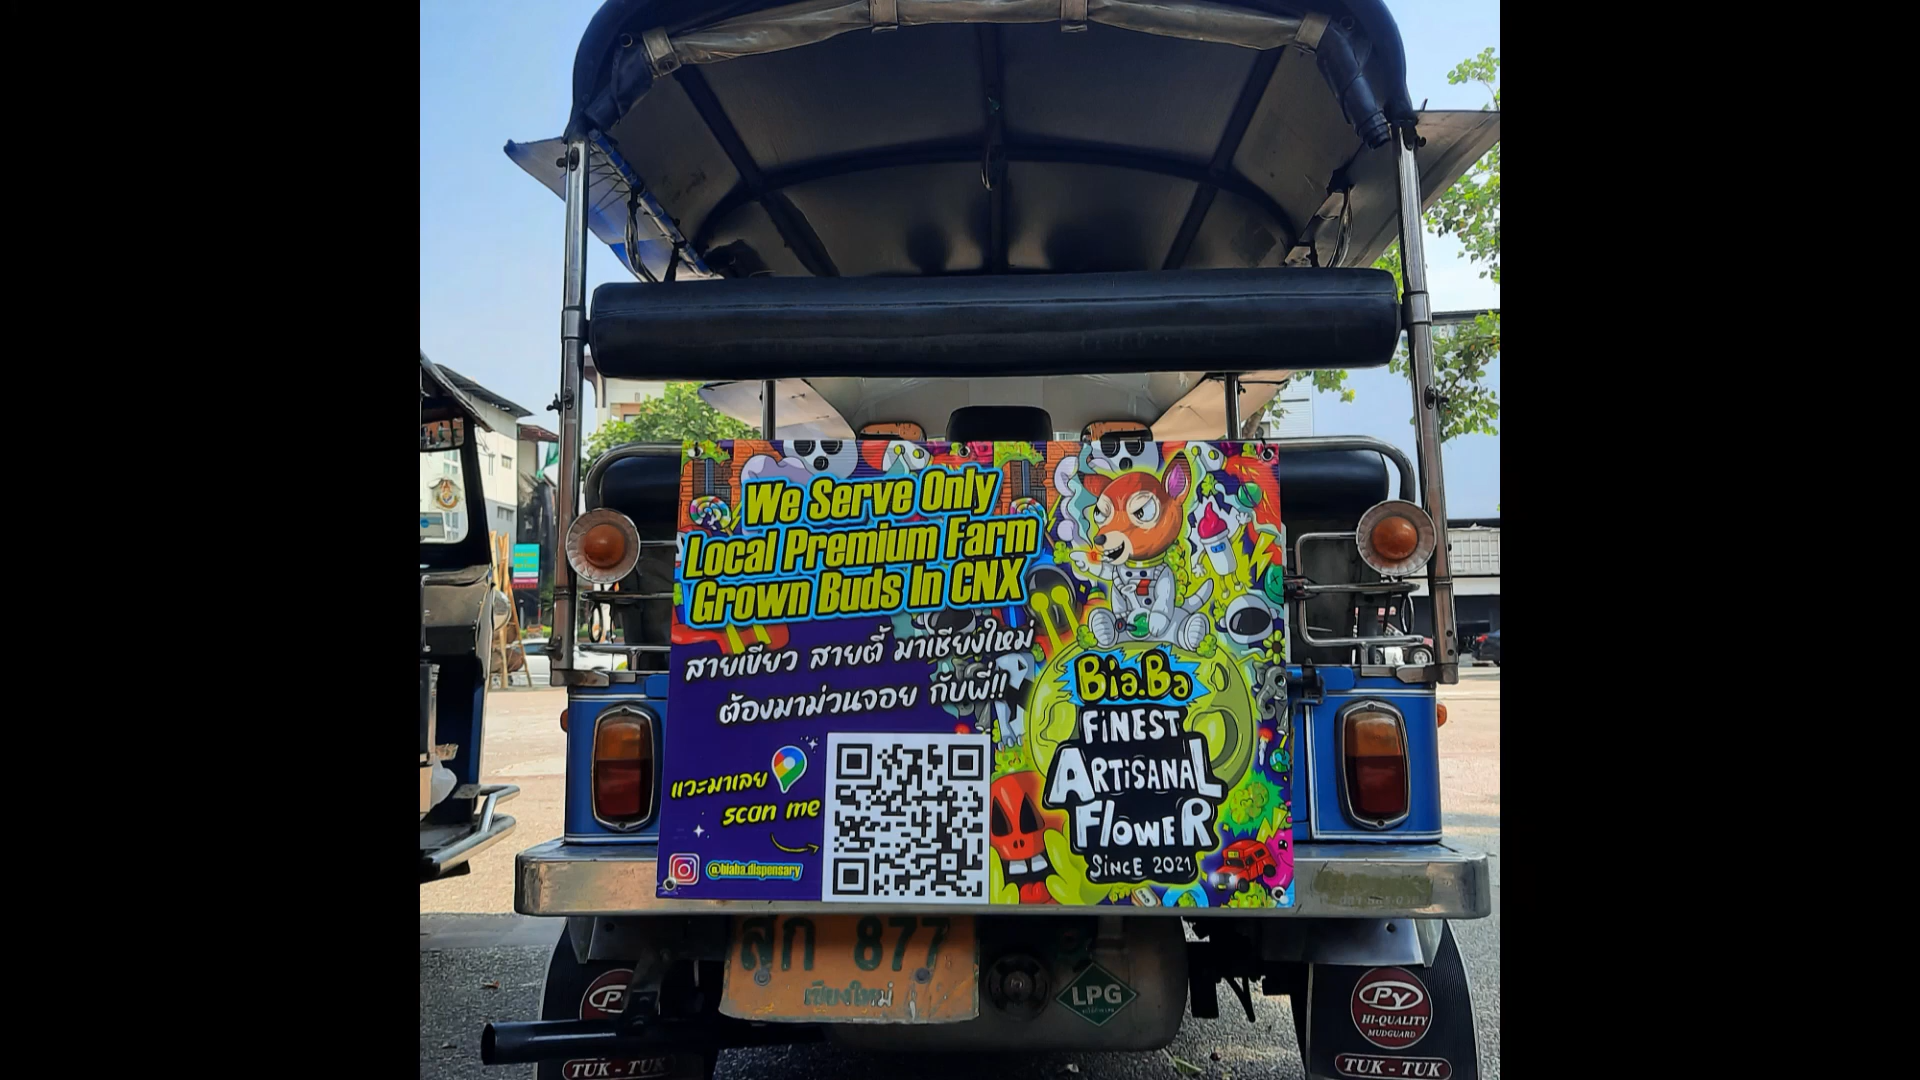 We Serve Only
Local Premium Farm
Grown Buds In CNX
สายเขียว สายตี้ มาเชียงใหม่
ต้องมาม้วนจอย กับพี่!!
แวะมาเลย
scan me
@biaba.dispensary
Bia.Ba
FINEST
ARTISANAL
FLOWER
SINCE 2021
ลก 877
เชียงใหม่
LPG
PY
TUK - TUK
PY
HI-QUALITY
MUDGUARD
TUK - TUK